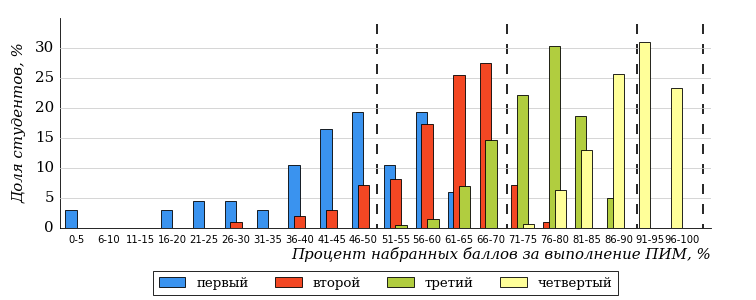 Доля студентов, %
30
25
20
15
10
5
0
0-5 6-10 11-15 16-20 21-25 26-30 31-35 36-40 41-45 46-50 51-55 56-60 61-65 66-70 71-75 76-80 81-85 86-90 91-95 96-100
Процент набранных баллов за выполнение ПИМ, %
первый второй третий четвертый